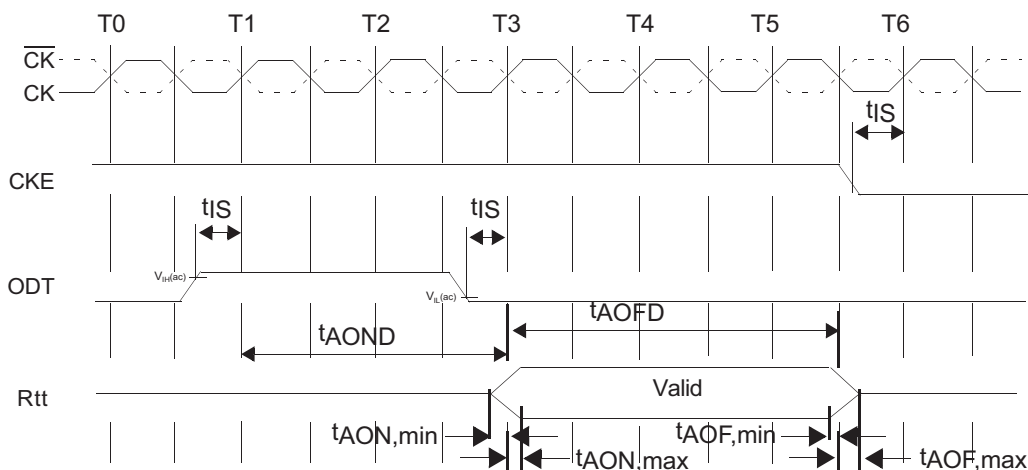 T0 T1 T2 T3 T4 T5 T6
CK
CK
tIS
CKE
tIS tIS
VIH(ac)
ODT
VIL(ac)
tAOND tAOFD
Rtt Valid
tAON,min tAOF,min
tAON,max tAOF,max